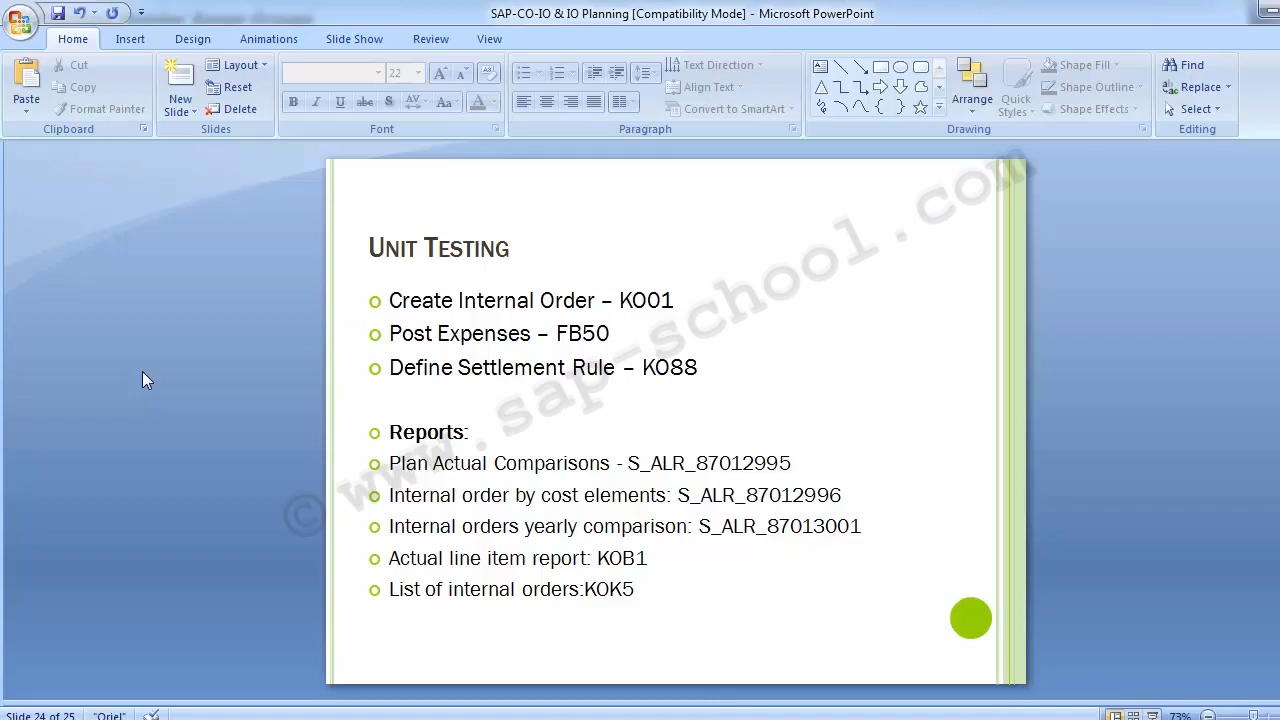 SAP-CO-IO & IO Planning [Compatibility Mode] - Microsoft PowerPoint
Home Insert Design Animations Slide Show Review View
Paste
Cut
Copy
Format Painter
Clipboard
New Slide
Layout
Reset
Delete
Slides
22
B I U abc S AV Aa A
Font
Text Direction
Align Text
Convert to SmartArt
Paragraph
Arrange
Quick Styles
Shape Fill
Shape Outline
Shape Effects
Drawing
Find
Replace
Select
Editing
UNIT TESTING
Create Internal Order – KO01
Post Expenses – FB50
Define Settlement Rule – KO88
Reports:
Plan Actual Comparisons - S_ALR_87012995
Internal order by cost elements: S_ALR_87012996
Internal orders yearly comparison: S_ALR_87013001
Actual line item report: KOB1
List of internal orders:KOK5
© www.sap-school.com
Slide 24 of 25 "Oriel" 73%